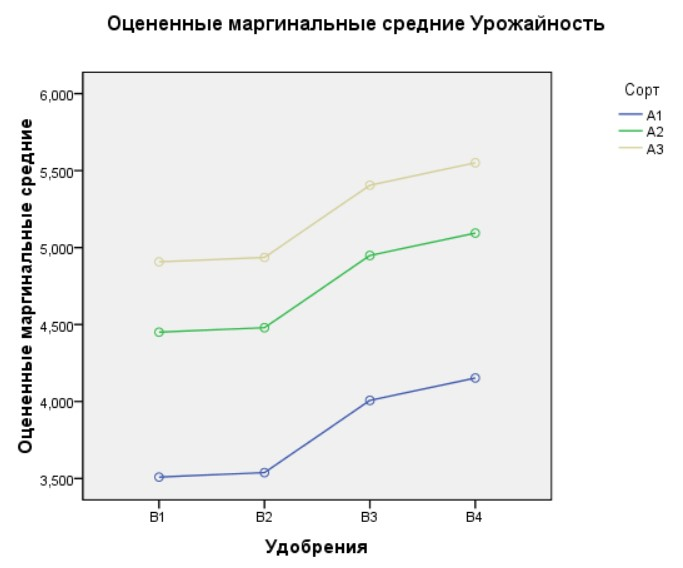 Оцененные маргинальные средние Урожайность
Оцененные маргинальные средние
6,000
5,500
5,000
4,500
4,000
3,500
B1 B2 B3 B4
Удобрения
Сорт
A1
A2
A3